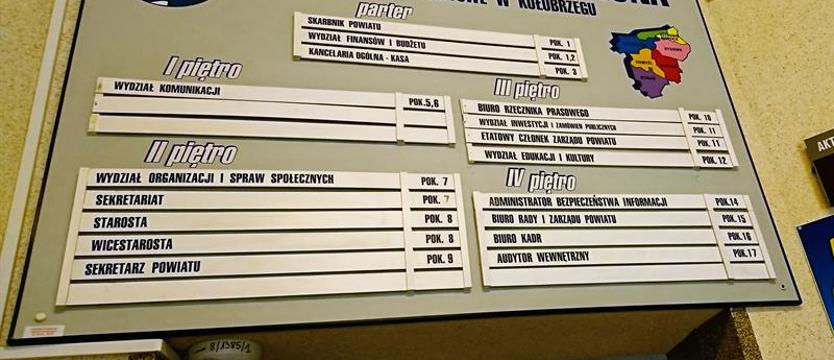 W KOŁOBRZEGU
parter
SKARBNIK POWIATU
WYDZIAŁ FINANSÓW I BUDŻETU POK. 1
KANCELARIA OGÓLNA - KASA POK. 1,2
POK. 3
I piętro
WYDZIAŁ KOMUNIKACJI POK.5,6
II piętro
WYDZIAŁ ORGANIZACJI I SPRAW SPOŁECZNYCH POK. 7
SEKRETARIAT POK. 7
STAROSTA POK. 8
WICESTAROSTA POK. 8
SEKRETARZ POWIATU POK. 9
III piętro
BIURO RZECZNIKA PRASOWEGO POK. 10
WYDZIAŁ INWESTYCJI I ZAMÓWIEŃ PUBLICZNYCH POK. 11
ETATOWY CZŁONEK ZARZĄDU POWIATU POK. 11
WYDZIAŁ EDUKACJI I KULTURY POK. 12
IV piętro
ADMINISTRATOR BEZPIECZEŃSTWA INFORMACJI POK.14
BIURO RADY I ZARZĄDU POWIATU POK.15
BIURO KADR POK.16
AUDYTOR WEWNĘTRZNY POK.17
AKT
8/1385/1